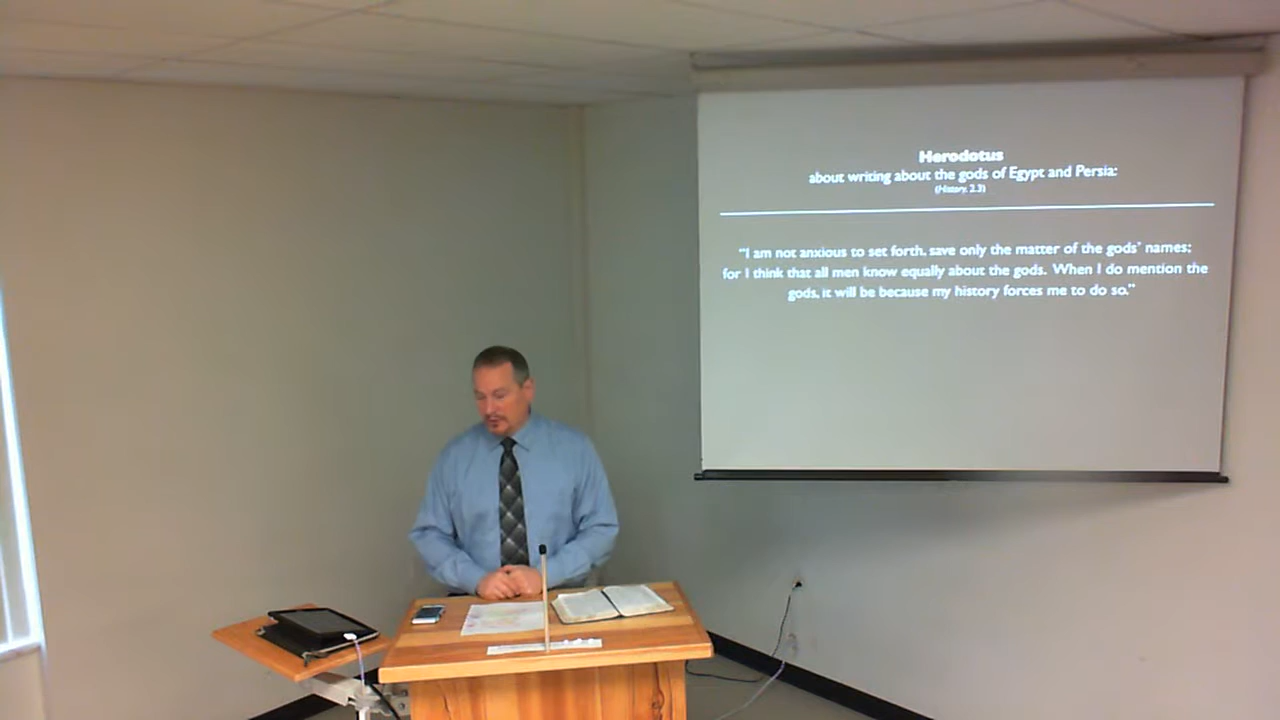 Herodotus
about writing about the gods of Egypt and Persia:
(History, 2.3)
"I am not anxious to set forth, save only the matter of the gods' names;
for I think that all men know equally about the gods. When I do mention the
gods, it will be because my history forces me to do so."